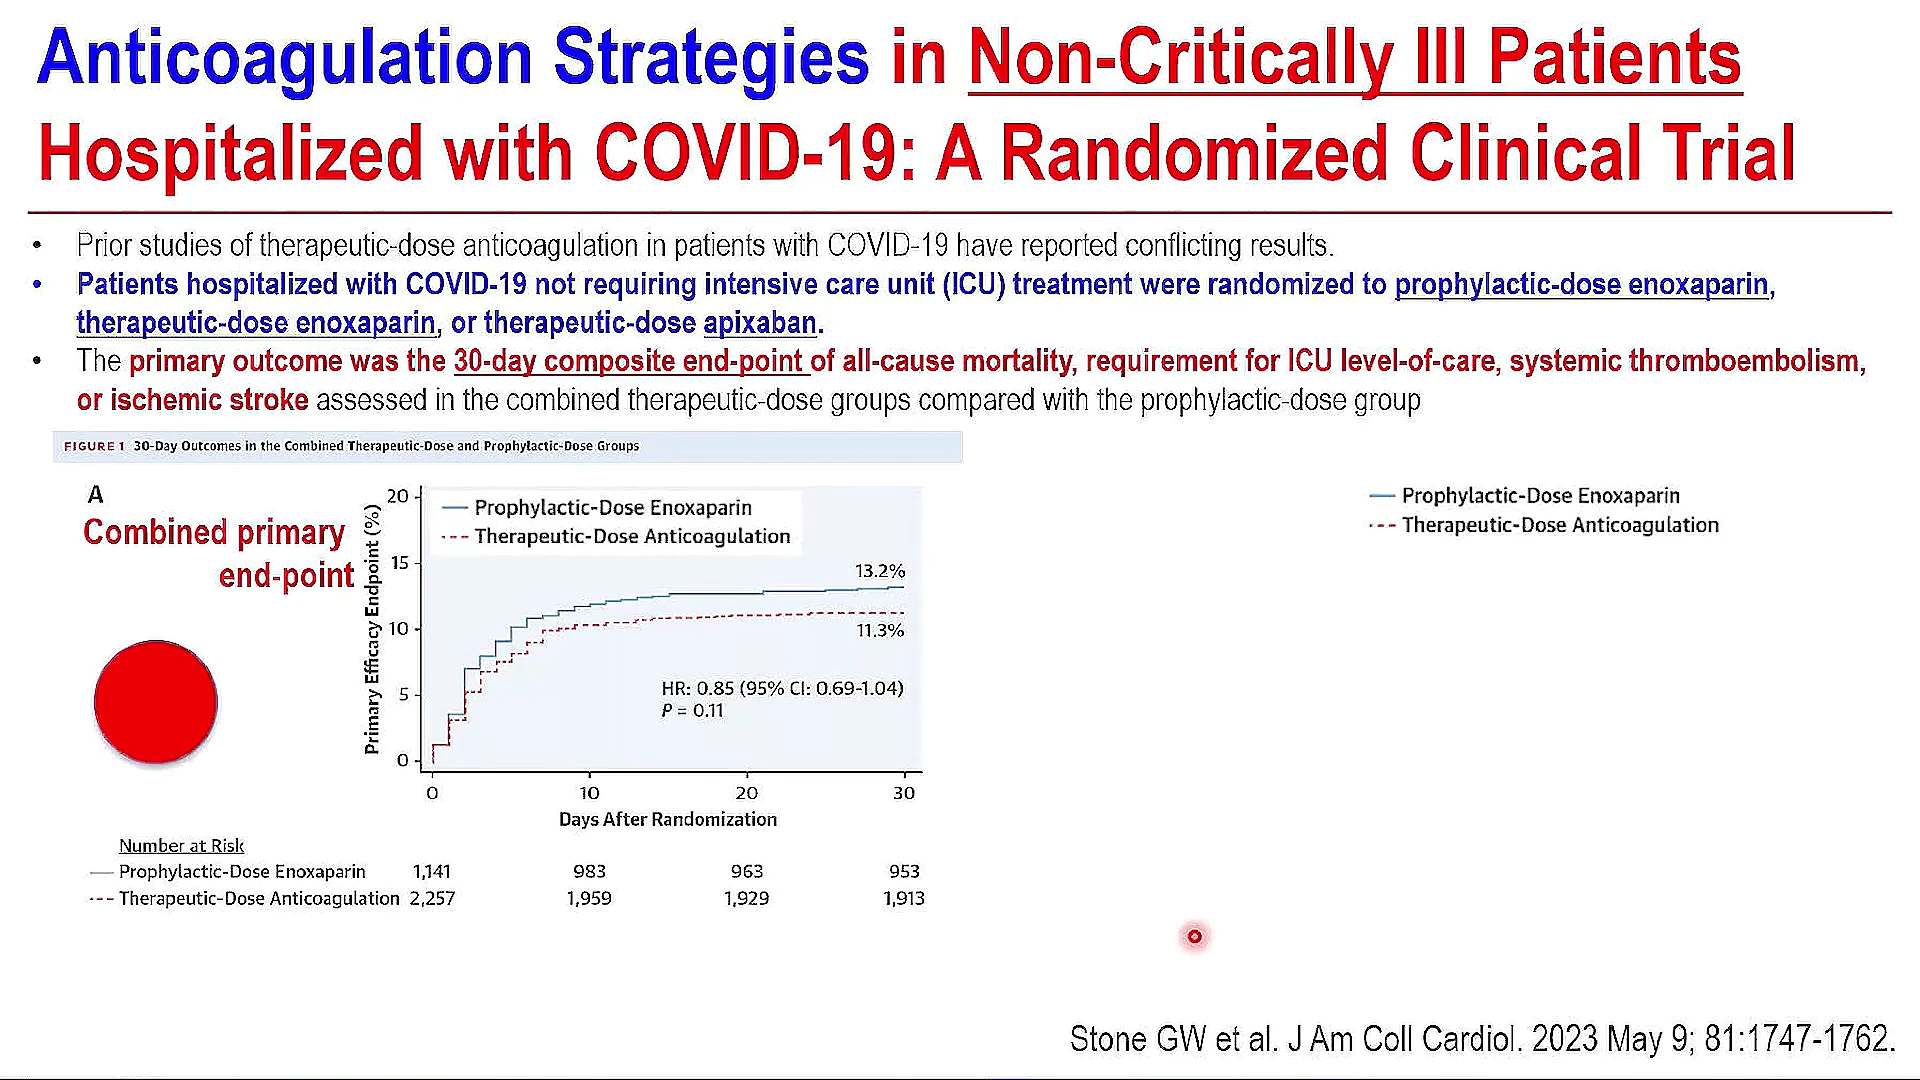 Anticoagulation Strategies in Non-Critically Ill Patients
Hospitalized with COVID-19: A Randomized Clinical Trial
• Prior studies of therapeutic-dose anticoagulation in patients with COVID-19 have reported conflicting results.
• Patients hospitalized with COVID-19 not requiring intensive care unit (ICU) treatment were randomized to prophylactic-dose enoxaparin,
therapeutic-dose enoxaparin, or therapeutic-dose apixaban.
• The primary outcome was the 30-day composite end-point of all-cause mortality, requirement for ICU level-of-care, systemic thromboembolism,
or ischemic stroke assessed in the combined therapeutic-dose groups compared with the prophylactic-dose group
FIGURE 1 30-Day Outcomes in the Combined Therapeutic-Dose and Prophylactic-Dose Groups
A
Combined primary
end-point
Primary Efficacy Endpoint (%)
20
15
10
5
0
Prophylactic-Dose Enoxaparin
Therapeutic-Dose Anticoagulation
13.2%
11.3%
HR: 0.85 (95% CI: 0.69-1.04)
P = 0.11
0 10 20 30
Days After Randomization
Number at Risk
Prophylactic-Dose Enoxaparin 1,141 983 963 953
Therapeutic-Dose Anticoagulation 2,257 1,959 1,929 1,913
Prophylactic-Dose Enoxaparin
Therapeutic-Dose Anticoagulation
Stone GW et al. J Am Coll Cardiol. 2023 May 9; 81:1747-1762.